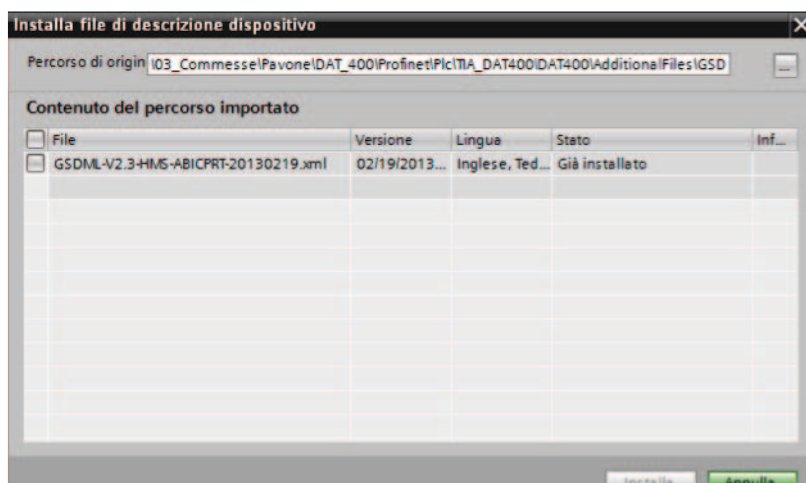 Installa file di descrizione dispositivo
Percorso di origin \03_Commesse\Pavone\DAT_400\Profinet\Plc\TIA_DAT400\DAT400\AdditionalFiles\GSD ...
Contenuto del percorso importato
File Versione Lingua Stato Inf...
GSDML-V2.3-HMS-ABICPRT-20130219.xml 02/19/2013... Inglese, Ted... Già installato
Installa Annulla